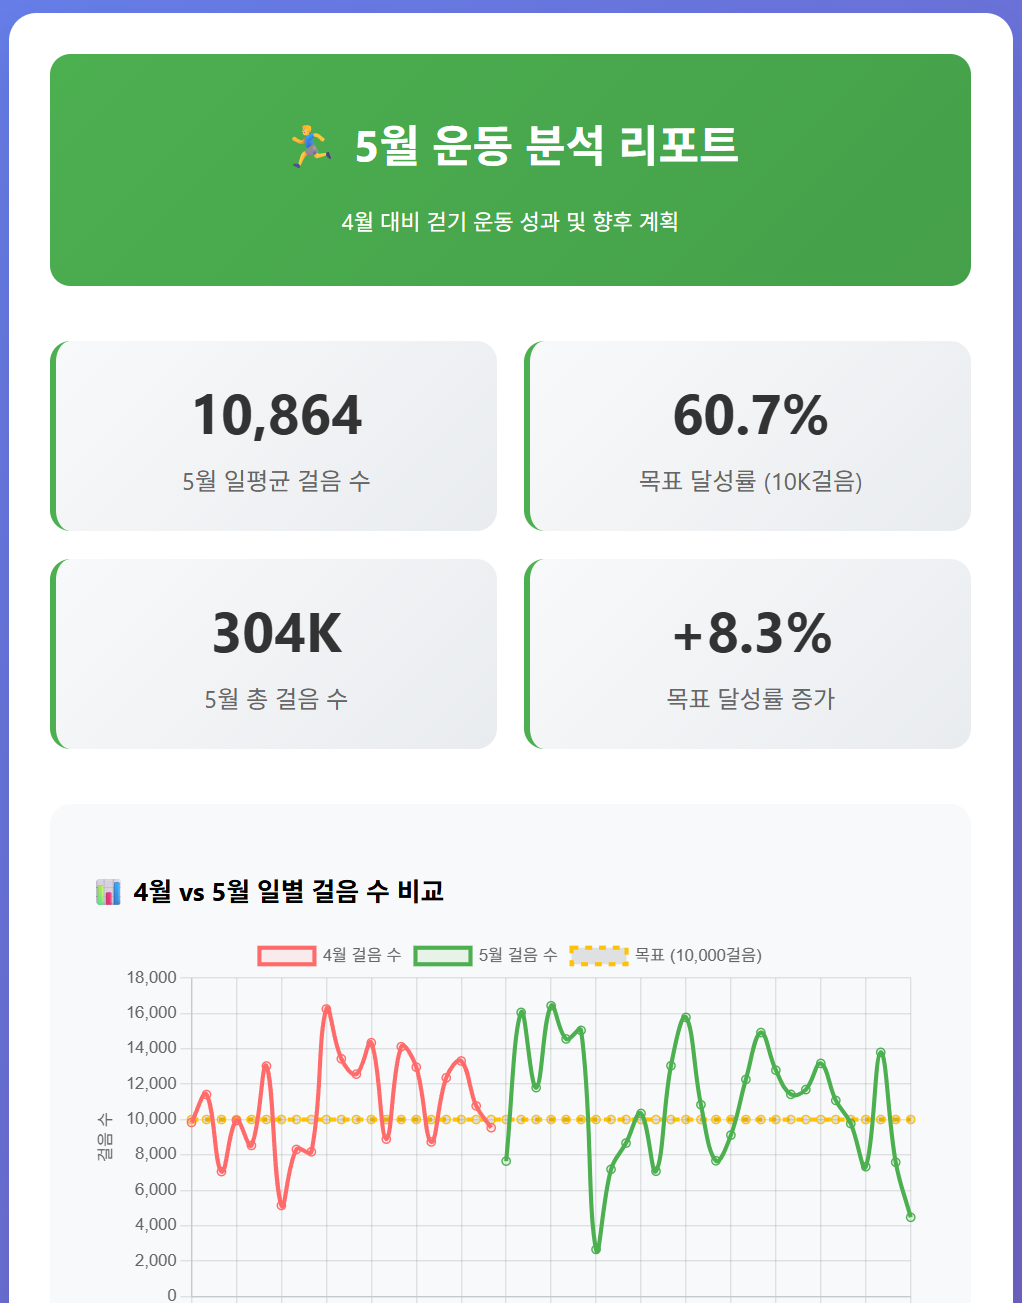 5월 운동 분석 리포트
4월 대비 걷기 운동 성과 및 향후 계획
10,864
5월 일평균 걸음 수
60.7%
목표 달성률 (10K걸음)
304K
5월 총 걸음 수
+8.3%
목표 달성률 증가
4월 vs 5월 일별 걸음 수 비교
4월 걸음 수
5월 걸음 수
목표 (10,000걸음)
걸음 수
18,000
16,000
14,000
12,000
10,000
8,000
6,000
4,000
2,000
0